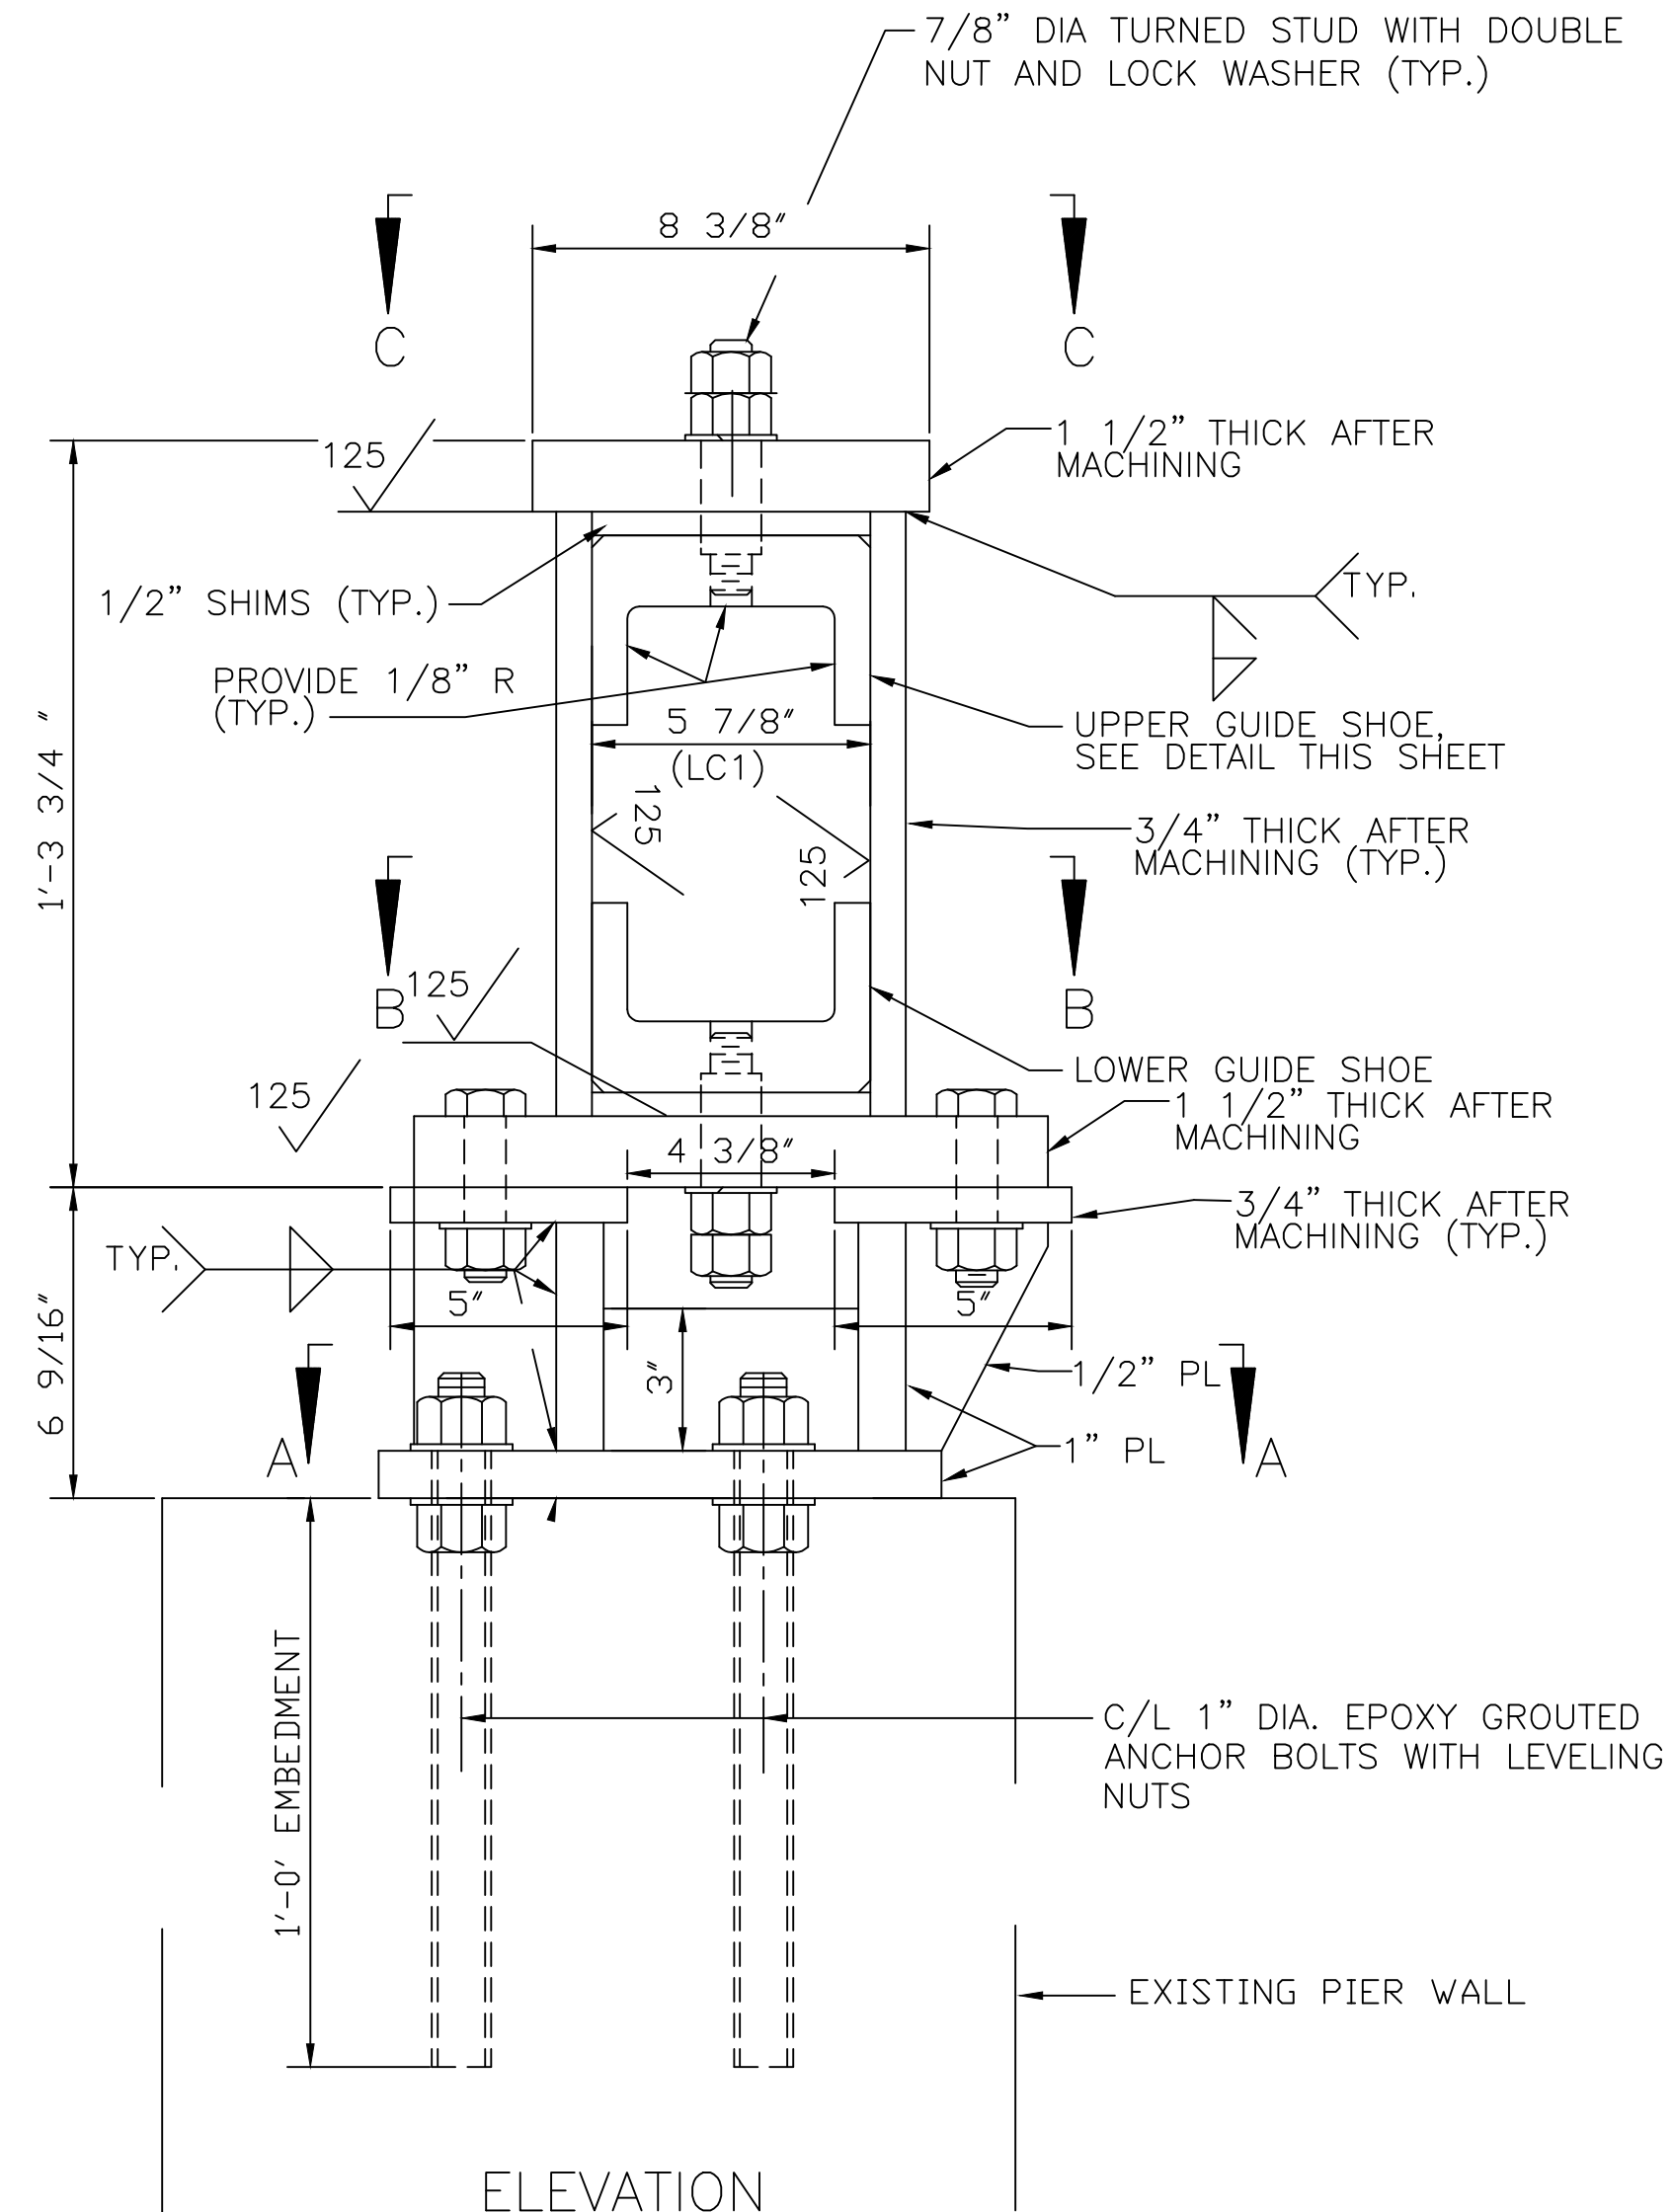 7/8" DIA TURNED STUD WITH DOUBLE
NUT AND LOCK WASHER (TYP.)
8 3/8"
C
C
1 1/2" THICK AFTER
MACHINING
125
1/2" SHIMS (TYP.)
TYP.
PROVIDE 1/8" R
(TYP.)
5 7/8"
(LC1)
UPPER GUIDE SHOE,
SEE DETAIL THIS SHEET
1'-3 3/4 "
125
125
3/4" THICK AFTER
MACHINING (TYP.)
B
B
125
LOWER GUIDE SHOE
125
1 1/2" THICK AFTER
MACHINING
4 3/8"
3/4" THICK AFTER
MACHINING (TYP.)
TYP.
5"
5"
6 9/16"
3"
1/2" PL
A
A
1" PL
1'-0' EMBEDMENT
C/L 1" DIA. EPOXY GROUTED
ANCHOR BOLTS WITH LEVELING
NUTS
EXISTING PIER WALL
ELEVATION